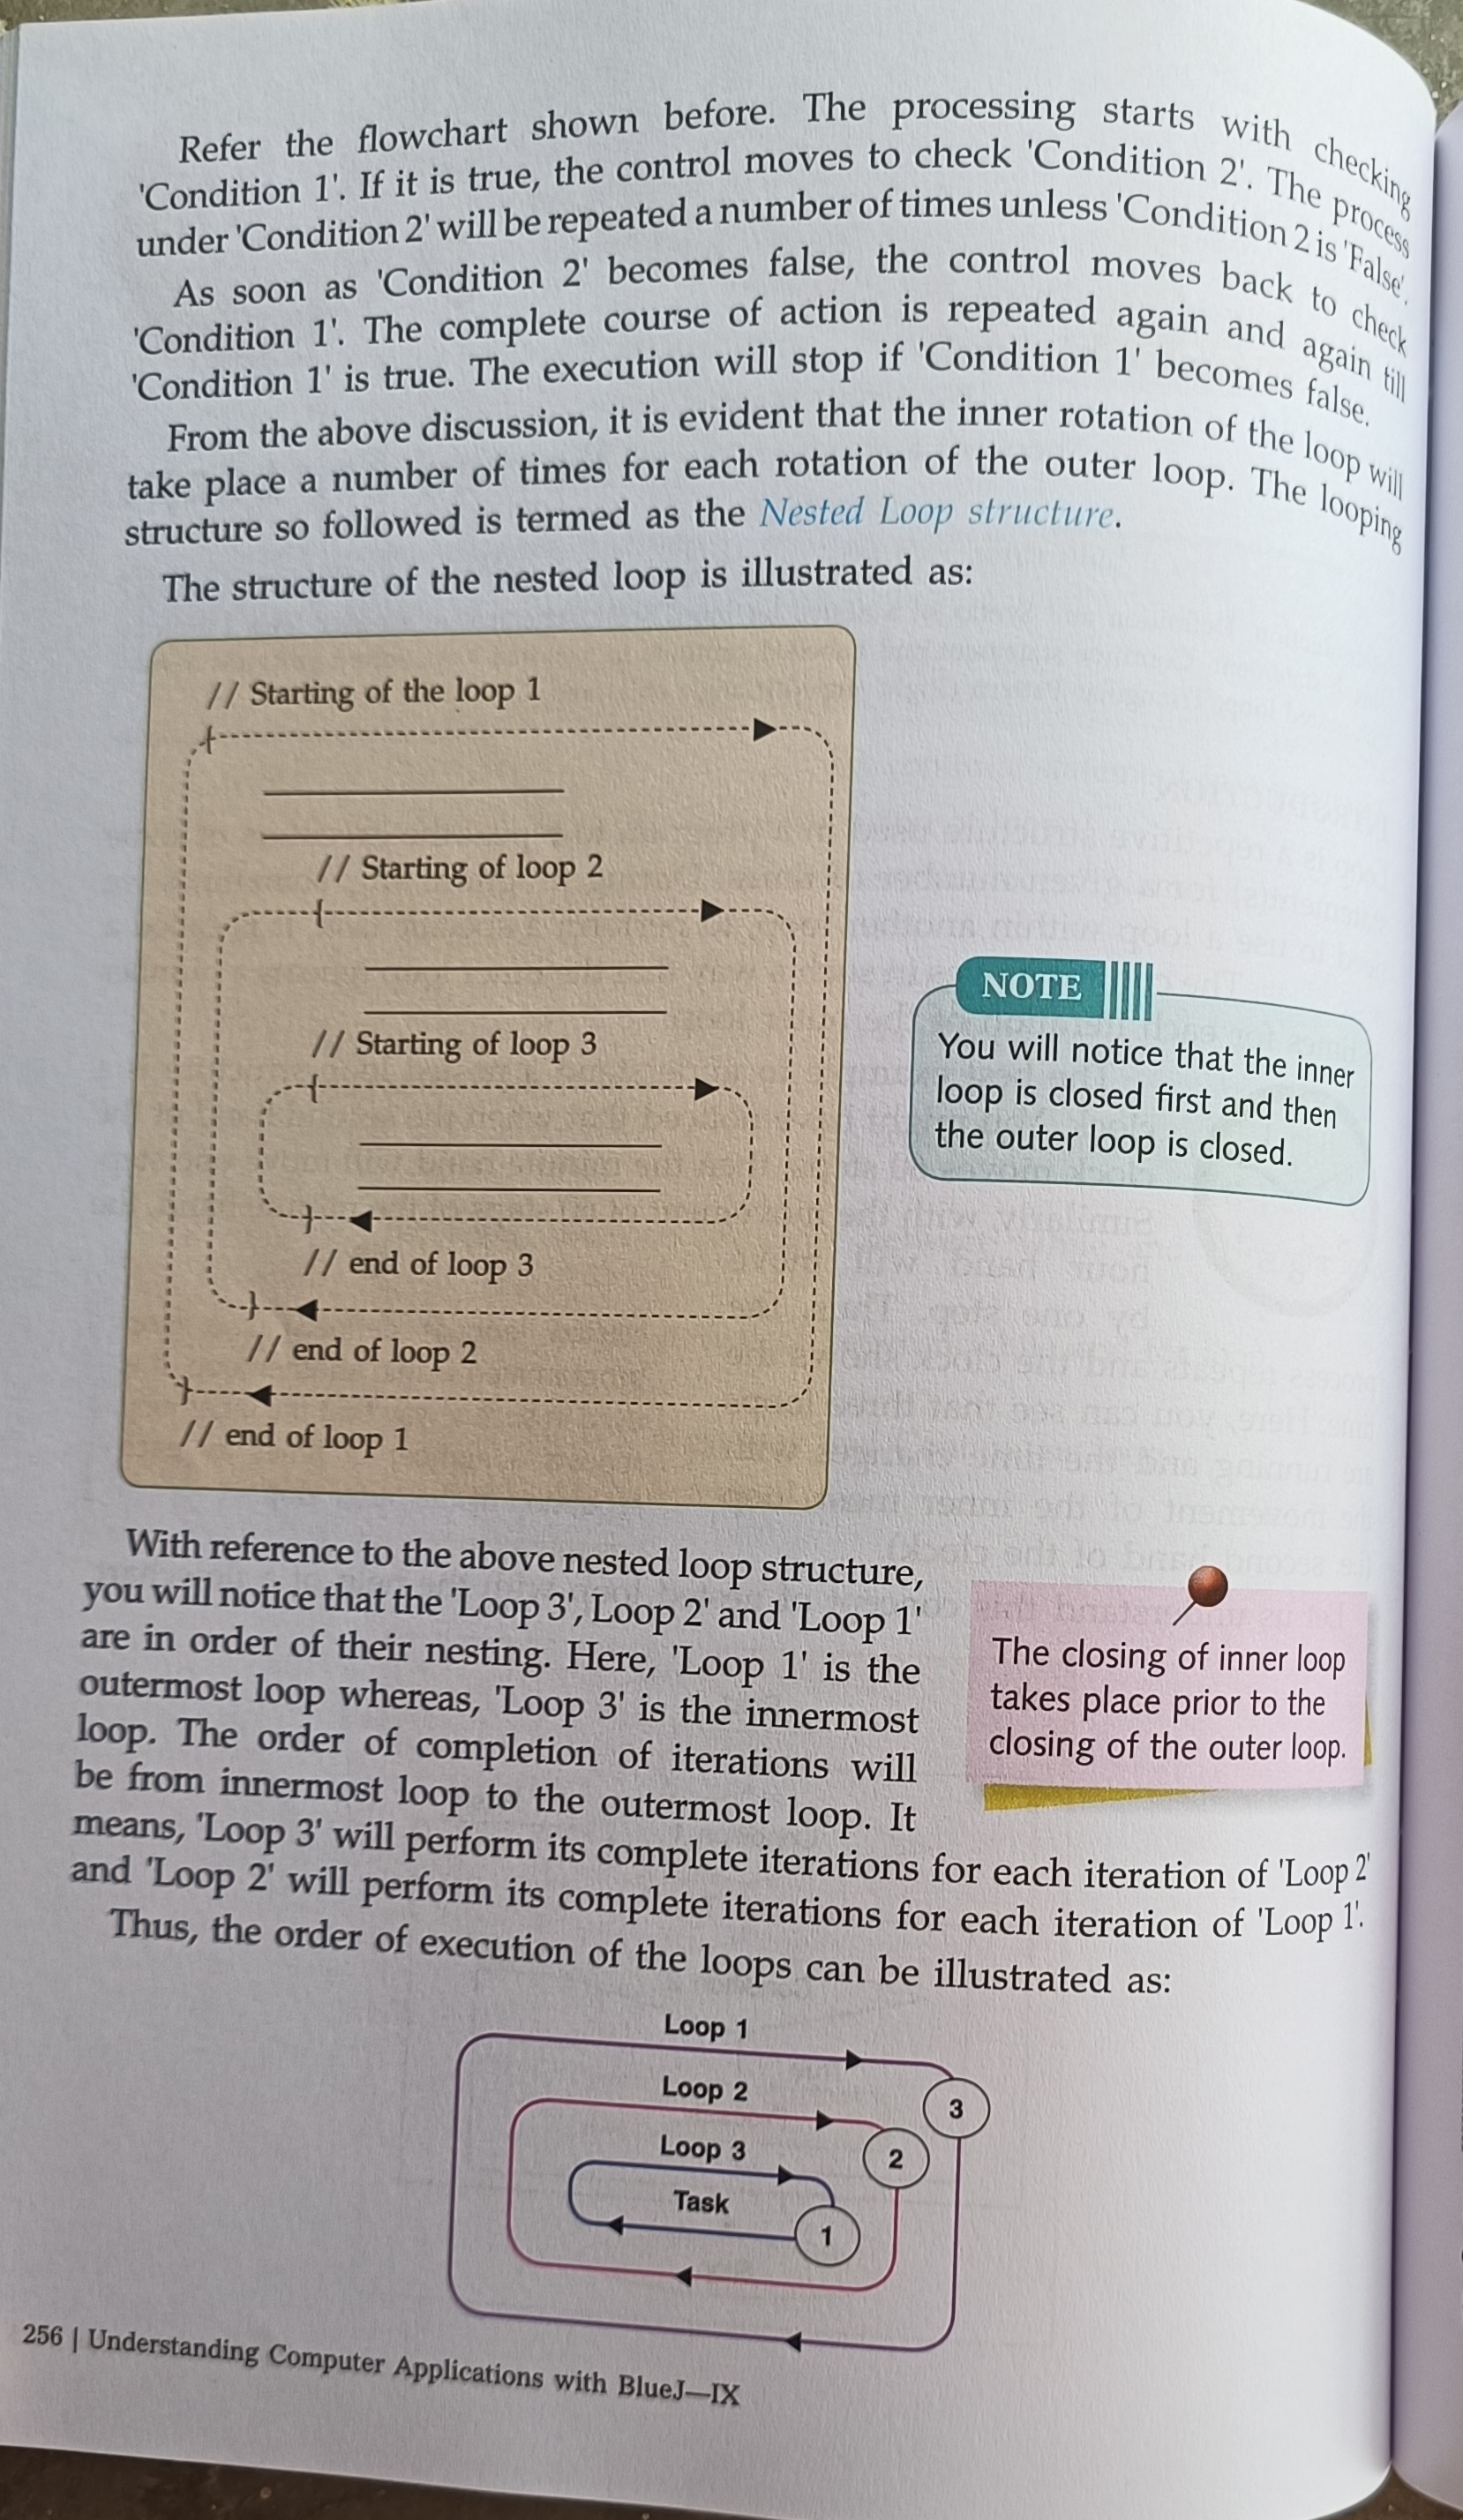 Refer the flowchart shown before. The processing starts with checking
'Condition 1'. If it is true, the control moves to check 'Condition 2'. The process
under 'Condition 2' will be repeated a number of times unless 'Condition 2 is 'False'.
As soon as 'Condition 2' becomes false, the control moves back to check
'Condition 1'. The complete course of action is repeated again and again till
'Condition 1' is true. The execution will stop if 'Condition 1' becomes false.
From the above discussion, it is evident that the inner rotation of the loop will
take place a number of times for each rotation of the outer loop. The looping
structure so followed is termed as the Nested Loop structure.
The structure of the nested loop is illustrated as:
// Starting of the loop 1
{
// Starting of loop 2
{
// Starting of loop 3
{
}
// end of loop 3
}
// end of loop 2
}
// end of loop 1
NOTE
You will notice that the inner
loop is closed first and then
the outer loop is closed.
With reference to the above nested loop structure,
you will notice that the 'Loop 3', Loop 2' and 'Loop 1'
are in order of their nesting. Here, 'Loop 1' is the
outermost loop whereas, 'Loop 3' is the innermost
loop. The order of completion of iterations will
be from innermost loop to the outermost loop. It
means, 'Loop 3' will perform its complete iterations for each iteration of 'Loop 2'
and 'Loop 2' will perform its complete iterations for each iteration of 'Loop 1'.
The closing of inner loop
takes place prior to the
closing of the outer loop.
Thus, the order of execution of the loops can be illustrated as:
Loop 1
Loop 2
3
Loop 3
2
Task
1
256 | Understanding Computer Applications with BlueJ—IX